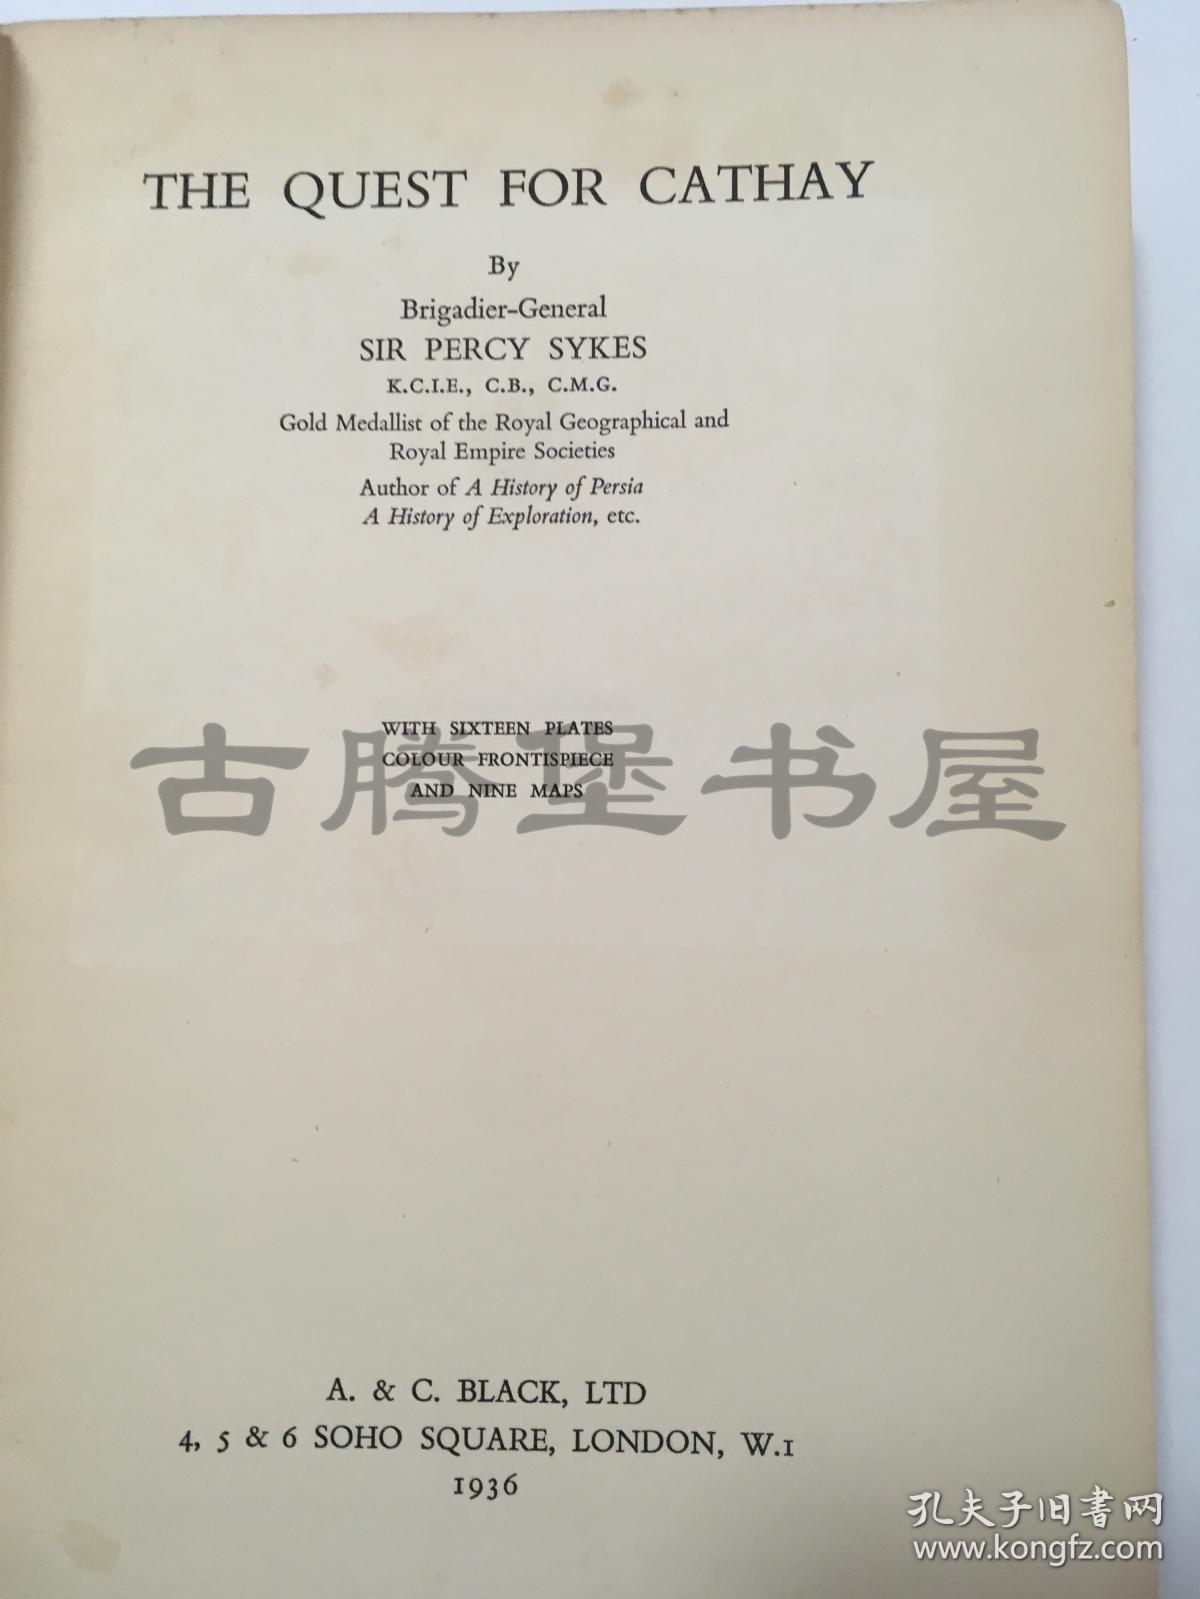 THE QUEST FOR CATHAY
By
Brigadier-General
SIR PERCY SYKES
K.C.I.E., C.B., C.M.G.
Gold Medallist of the Royal Geographical and
Royal Empire Societies
Author of A History of Persia
A History of Exploration, etc.
WITH SIXTEEN PLATES
COLOUR FRONTISPIECE
AND NINE MAPS
古腾堡书屋
A. & C. BLACK, LTD
4, 5 & 6 SOHO SQUARE, LONDON, W.1
1936
孔夫子旧书网
www.kongfz.com